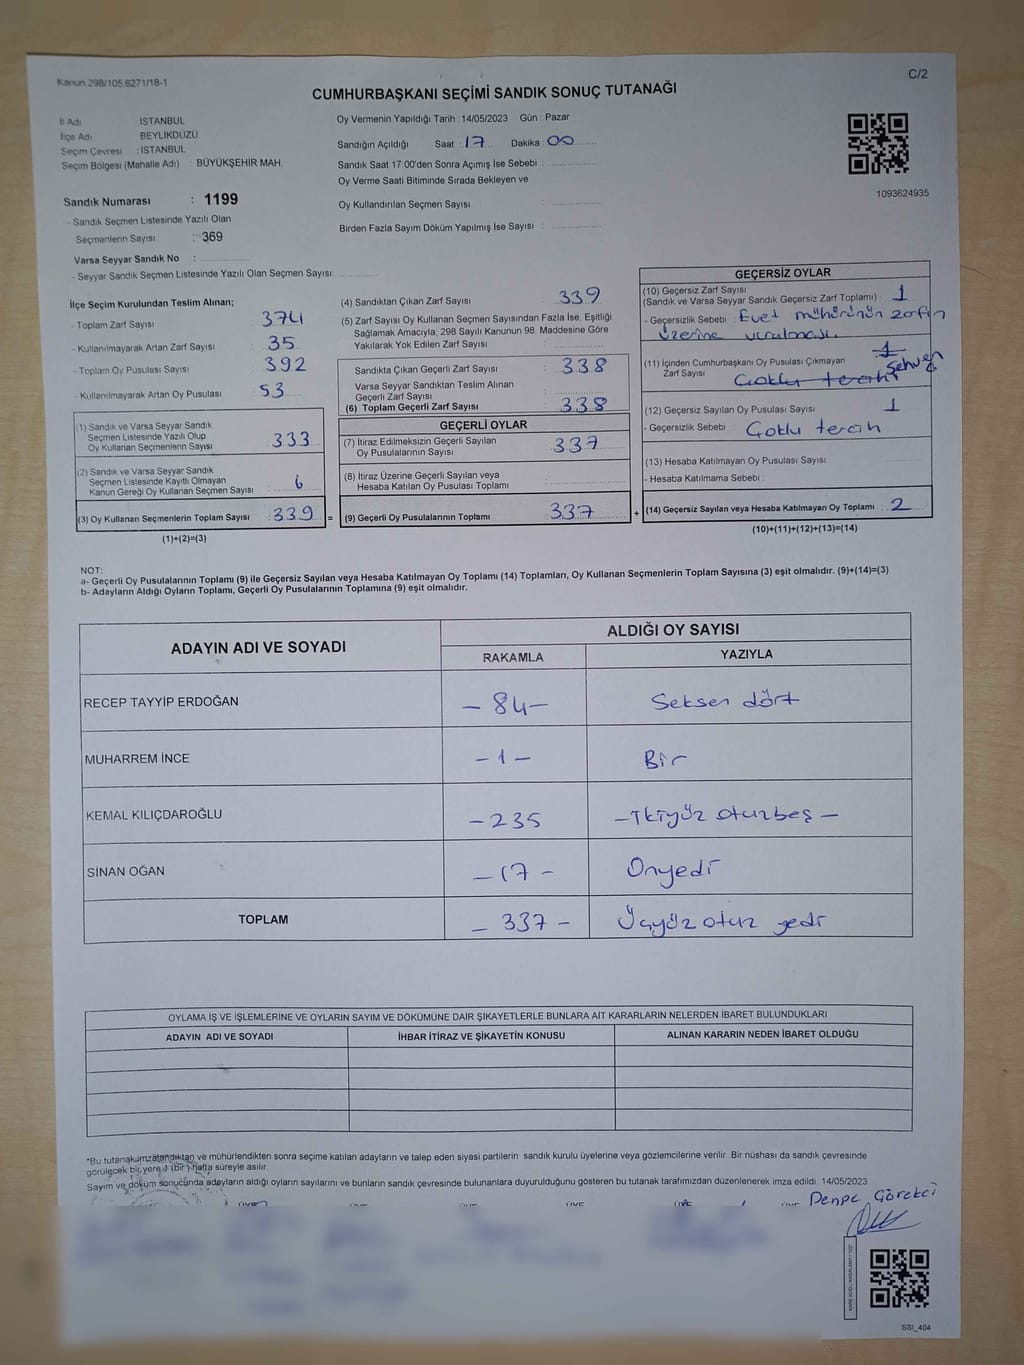 Kanun 298/105 6271/18-1
C/2
CUMHURBAŞKANI SEÇİMİ SANDIK SONUÇ TUTANAĞI
İl Adı İSTANBUL
İlçe Adı BEYLİKDÜZÜ
Seçim Çevresi : İSTANBUL
Seçim Bölgesi (Mahalle Adı) : BÜYÜKŞEHİR MAH
Sandık Numarası : 1199
- Sandık Seçmen Listesinde Yazılı Olan
Seçmenlerin Sayısı : 369
Varsa Seyyar Sandık No :
- Seyyar Sandık Seçmen Listesinde Yazılı Olan Seçmen Sayısı:
Oy Vermenin Yapıldığı Tarih : 14/05/2023 Gün : Pazar
Sandığın Açıldığı Saat : 17 Dakika : 00
Sandık Saat 17:00'den Sonra Açımış İse Sebebi :
Oy Verme Saati Bitiminde Sırada Bekleyen ve
Oy Kullandırılan Seçmen Sayısı :
Birden Fazla Sayım Döküm Yapılmış İse Sayısı :
1093624935
İlçe Seçim Kurulundan Teslim Alınan;
- Toplam Zarf Sayısı : 374
- Kullanılmayarak Artan Zarf Sayısı : 35
- Toplam Oy Pusulası Sayısı : 392
- Kullanılmayarak Artan Oy Pusulası : 53
(1) Sandık ve Varsa Seyyar Sandık
Seçmen Listesinde Yazılı Olup
Oy Kullanan Seçmenlerin Sayısı : 333
(2) Sandık ve Varsa Seyyar Sandık
Seçmen Listesinde Kayıtlı Olmayan
Kanun Gereği Oy Kullanan Seçmen Sayısı : 6
(3) Oy Kullanan Seçmenlerin Toplam Sayısı : 339 =
(1)+(2)=(3)
(4) Sandıktan Çıkan Zarf Sayısı : 339
(5) Zarf Sayısı Oy Kullanan Seçmen Sayısından Fazla İse, Eşitliği
Sağlamak Amacıyla; 298 Sayılı Kanunun 98. Maddesine Göre
Yakılarak Yok Edilen Zarf Sayısı :
Sandıkta Çıkan Geçerli Zarf Sayısı : 338
Varsa Seyyar Sandıktan Teslim Alınan
Geçerli Zarf Sayısı :
(6) Toplam Geçerli Zarf Sayısı : 338
GEÇERLİ OYLAR
(7) İtiraz Edilmeksizin Geçerli Sayılan
Oy Pusulalarının Sayısı : 337
(8) İtiraz Üzerine Geçerli Sayılan veya
Hesaba Katılan Oy Pusulası Toplamı :
(9) Geçerli Oy Pusulalarının Toplamı : 337 +
GEÇERSİZ OYLAR
(10) Geçersiz Zarf Sayısı
(Sandık ve Varsa Seyyar Sandık Geçersiz Zarf Toplamı) : 1
- Geçersizlik Sebebi : Evet mührünün zarfın
üzerine vurulması.
(11) İçinden Cumhurbaşkanı Oy Pusulası Çıkmayan 1
Zarf Sayısı Çoklu tercih Sehven
(12) Geçersiz Sayılan Oy Pusulası Sayısı : 1
- Geçersizlik Sebebi : Çoklu tercih
(13) Hesaba Katılmayan Oy Pusulası Sayısı :
- Hesaba Katılmama Sebebi :
(14) Geçersiz Sayılan veya Hesaba Katılmayan Oy Toplamı : 2
(10)+(11)+(12)+(13)=(14)
NOT:
a- Geçerli Oy Pusulalarının Toplamı (9) ile Geçersiz Sayılan veya Hesaba Katılmayan Oy Toplamı (14) Toplamları, Oy Kullanan Seçmenlerin Toplam Sayısına (3) eşit olmalıdır. (9)+(14)=(3)
b- Adayların Aldığı Oyların Toplamı, Geçerli Oy Pusulalarının Toplamına (9) eşit olmalıdır.
ADAYIN ADI VE SOYADI
ALDIĞI OY SAYISI
RAKAMLA YAZIYLA
RECEP TAYYİP ERDOĞAN - 84 - Seksen dört
MUHARREM İNCE - 1 - Bir
KEMAL KILIÇDAROĞLU - 235 - İkiyüz otuzbeş -
SİNAN OĞAN - 17 - Onyedi
TOPLAM - 337 - Üçyüz otuz yedi
OYLAMA İŞ VE İŞLEMLERİNE VE OYLARIN SAYIM VE DÖKÜMÜNE DAİR ŞİKAYETLERLE BUNLARA AİT KARARLARIN NELERDEN İBARET BULUNDUKLARI
ADAYIN ADI VE SOYADI İHBAR İTİRAZ VE ŞİKAYETİN KONUSU ALINAN KARARIN NEDEN İBARET OLDUĞU
*Bu tutanak imzalandıktan ve mühürlendikten sonra seçime katılan adayların ve talep eden siyasi partilerin sandık kurulu üyelerine veya gözlemcilerine verilir. Bir nüshası da sandık çevresinde
görülecek bir yere 1 (bir) hafta süreyle asılır.
Sayım ve döküm sonucunda adayların aldığı oyların sayılarını ve bunların sandık çevresinde bulunanlara duyurulduğunu gösteren bu tutanak tarafımızdan düzenlenerek imza edildi. 14/05/2023
SSI_404